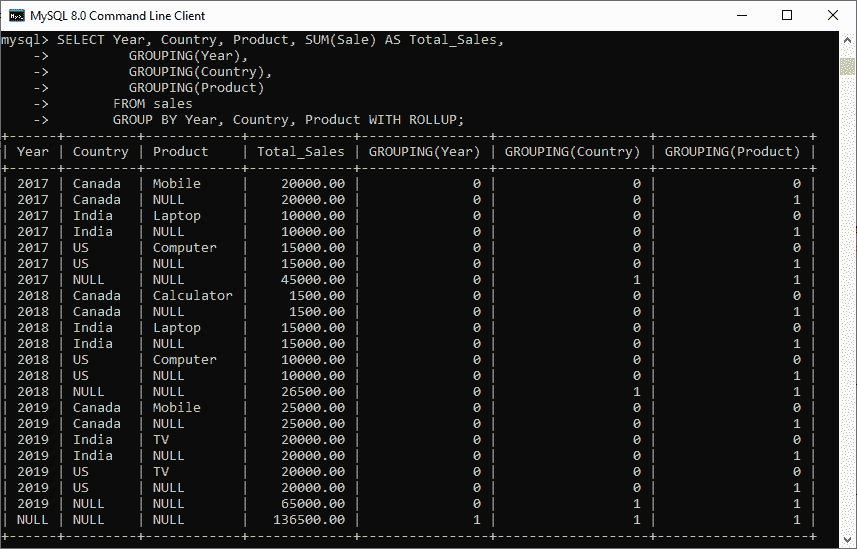 MySQL 8.0 Command Line Client
mysql> SELECT Year, Country, Product, SUM(Sale) AS Total_Sales,
    ->          GROUPING(Year),
    ->          GROUPING(Country),
    ->          GROUPING(Product)
    ->        FROM sales
    ->        GROUP BY Year, Country, Product WITH ROLLUP;
+------+---------+------------+-------------+----------------+-------------------+-------------------+
| Year | Country | Product    | Total_Sales | GROUPING(Year) | GROUPING(Country) | GROUPING(Product) |
+------+---------+------------+-------------+----------------+-------------------+-------------------+
| 2017 | Canada  | Mobile     |    20000.00 |              0 |                 0 |                 0 |
| 2017 | Canada  | NULL       |    20000.00 |              0 |                 0 |                 1 |
| 2017 | India   | Laptop     |    10000.00 |              0 |                 0 |                 0 |
| 2017 | India   | NULL       |    10000.00 |              0 |                 0 |                 1 |
| 2017 | US      | Computer   |    15000.00 |              0 |                 0 |                 0 |
| 2017 | US      | NULL       |    15000.00 |              0 |                 0 |                 1 |
| 2017 | NULL    | NULL       |    45000.00 |              0 |                 1 |                 1 |
| 2018 | Canada  | Calculator |     1500.00 |              0 |                 0 |                 0 |
| 2018 | Canada  | NULL       |     1500.00 |              0 |                 0 |                 1 |
| 2018 | India   | Laptop     |    15000.00 |              0 |                 0 |                 0 |
| 2018 | India   | NULL       |    15000.00 |              0 |                 0 |                 1 |
| 2018 | US      | Computer   |    10000.00 |              0 |                 0 |                 0 |
| 2018 | US      | NULL       |    10000.00 |              0 |                 0 |                 1 |
| 2018 | NULL    | NULL       |    26500.00 |              0 |                 1 |                 1 |
| 2019 | Canada  | Mobile     |    25000.00 |              0 |                 0 |                 0 |
| 2019 | Canada  | NULL       |    25000.00 |              0 |                 0 |                 1 |
| 2019 | India   | TV         |    20000.00 |              0 |                 0 |                 0 |
| 2019 | India   | NULL       |    20000.00 |              0 |                 0 |                 1 |
| 2019 | US      | TV         |    20000.00 |              0 |                 0 |                 0 |
| 2019 | US      | NULL       |    20000.00 |              0 |                 0 |                 1 |
| 2019 | NULL    | NULL       |    65000.00 |              0 |                 1 |                 1 |
| NULL | NULL    | NULL       |   136500.00 |              1 |                 1 |                 1 |
+------+---------+------------+-------------+----------------+-------------------+-------------------+